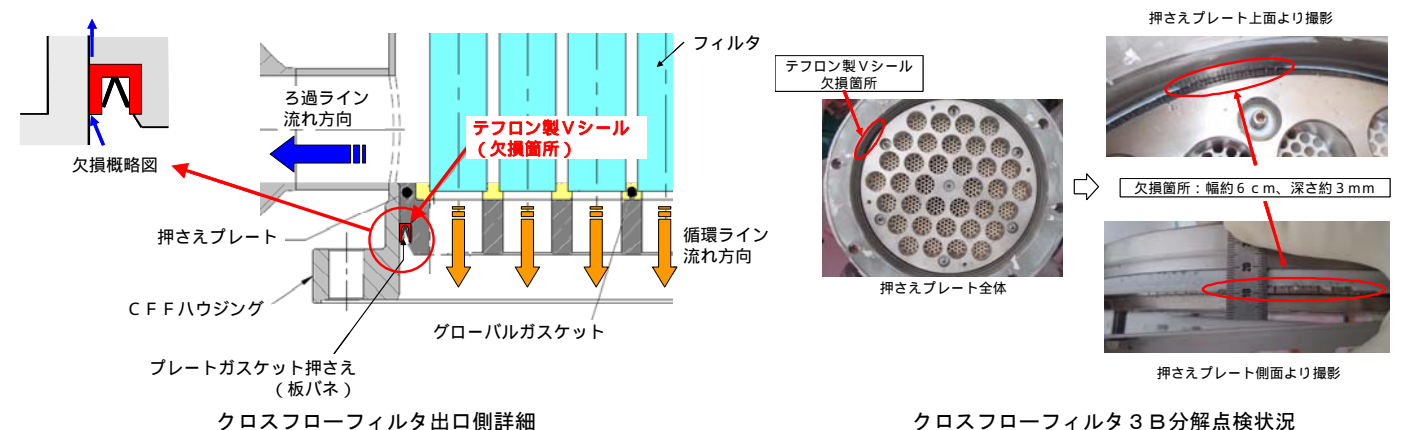 フィルタ
ろ過ライン
流れ方向
テフロン製Ｖシール
（欠損箇所）
欠損概略図
押さえプレート
循環ライン
流れ方向
ＣＦＦハウジング
グローバルガスケット
プレートガスケット押さえ
（板バネ）
クロスフローフィルタ出口側詳細
押さえプレート上面より撮影
テフロン製Ｖシール
欠損箇所
欠損箇所：幅約６ｃｍ、深さ約３ｍｍ
押さえプレート全体
押さえプレート側面より撮影
クロスフローフィルタ３Ｂ分解点検状況